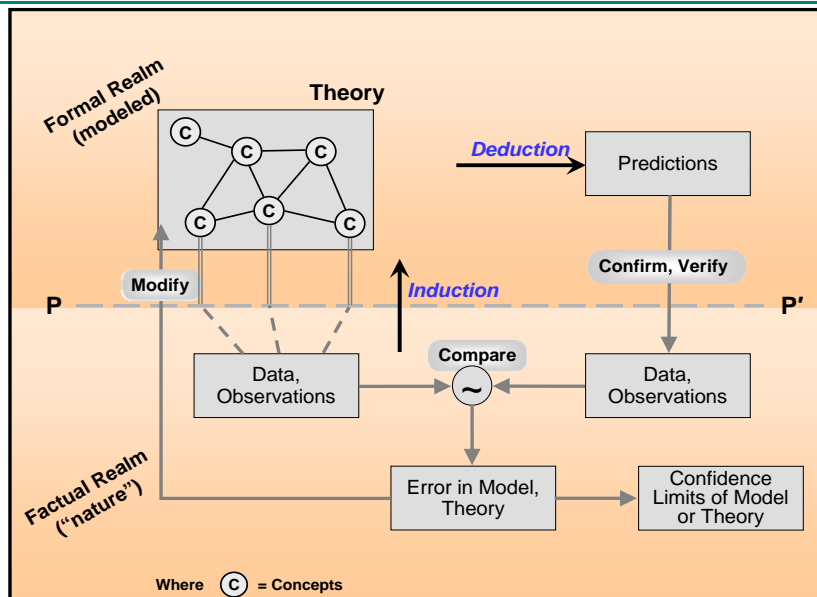 Formal Realm
(modeled)
Theory
C
C
C
C
C
C
Deduction
Predictions
Modify
Confirm, Verify
Induction
P
P′
Compare
Data,
Observations
~
Data,
Observations
Factual Realm
(“nature”)
Error in Model,
Theory
Confidence
Limits of Model
or Theory
Where C = Concepts